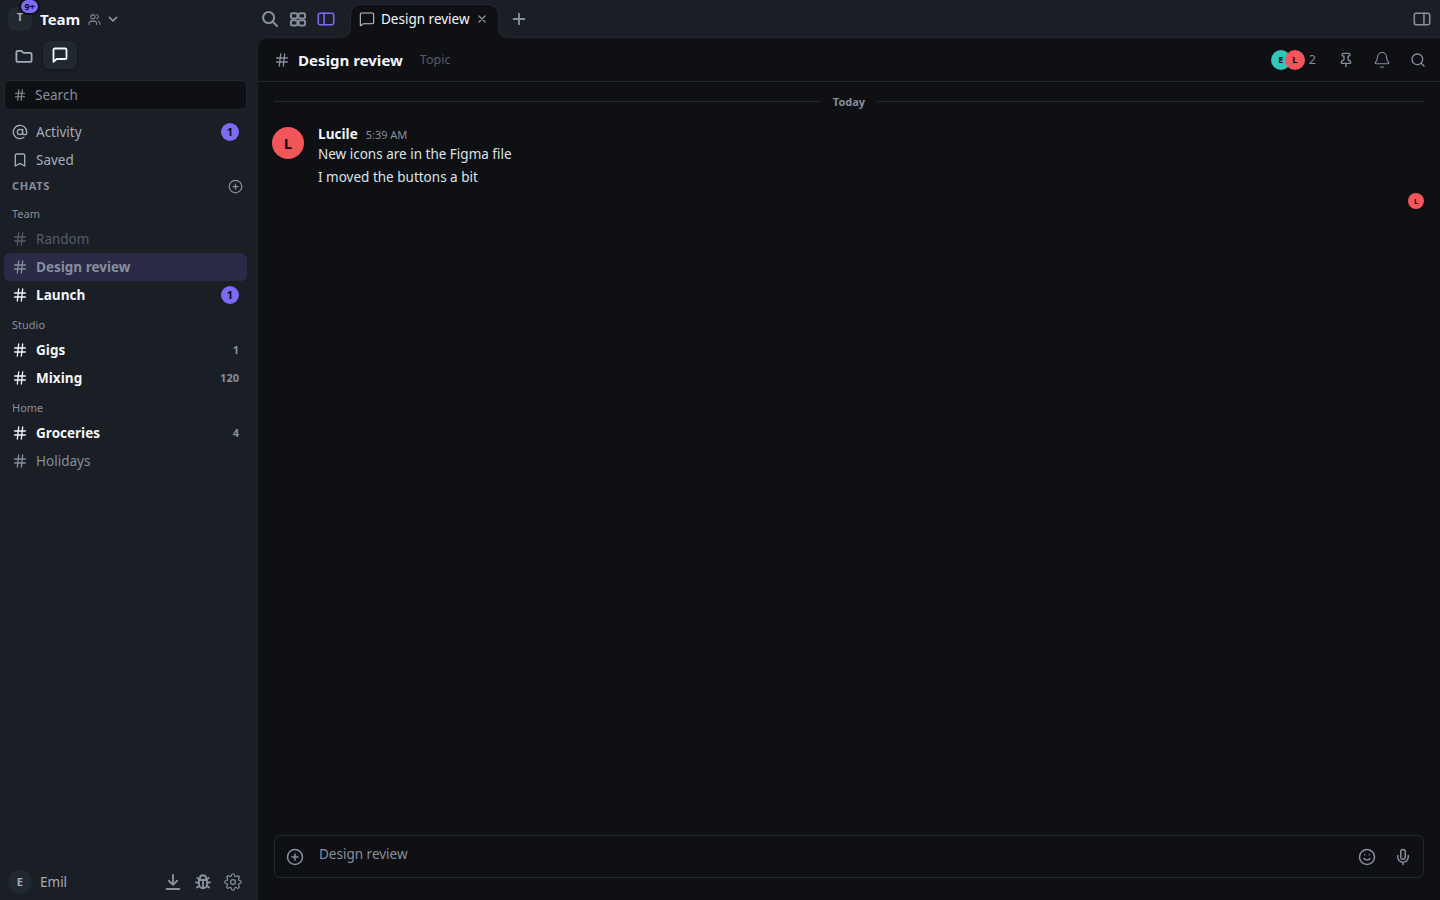 9+
T Team
Design review
Search
Activity 1
Saved
CHATS
Team
Random
Design review
Launch 1
Studio
Gigs 1
Mixing 120
Home
Groceries 4
Holidays
E Emil
Design review Topic
E L 2
Today
L Lucile 5:39 AM
New icons are in the Figma file
I moved the buttons a bit
L
Design review